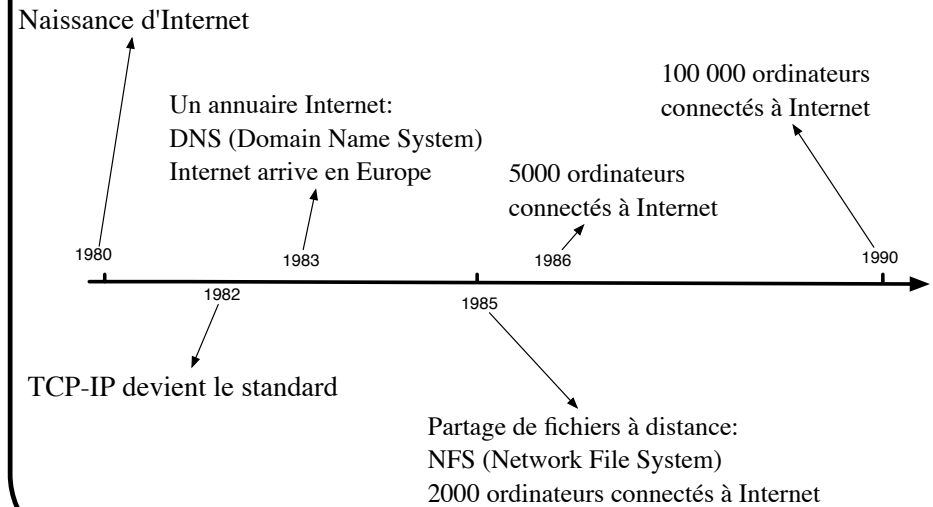 Naissance d'Internet
100 000 ordinateurs
connectés à Internet
Un annuaire Internet:
DNS (Domain Name System)
Internet arrive en Europe
5000 ordinateurs
connectés à Internet
1980
1983
1986
1990
1982
1985
TCP-IP devient le standard
Partage de fichiers à distance:
NFS (Network File System)
2000 ordinateurs connectés à Internet